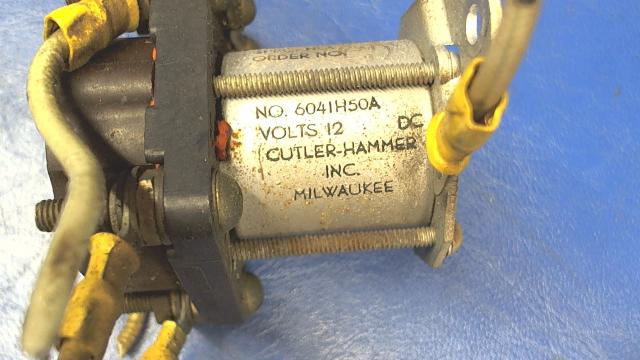 ORDER NO.
NO. 6041H50A
VOLTS 12 DC
CUTLER-HAMMER
INC.
MILWAUKEE